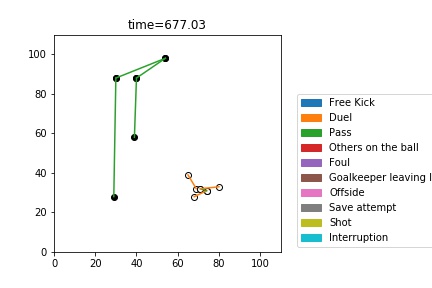 time=677.03
100
80
60
40
20
0
0 20 40 60 80 100
Free Kick
Duel
Pass
Others on the ball
Foul
Goalkeeper leaving l
Offside
Save attempt
Shot
Interruption